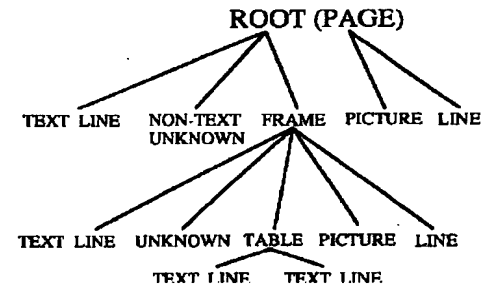 ROOT (PAGE)
TEXT LINE NON-TEXT FRAME PICTURE LINE
UNKNOWN
TEXT LINE UNKNOWN TABLE PICTURE LINE
TEXT LINE TEXT LINE